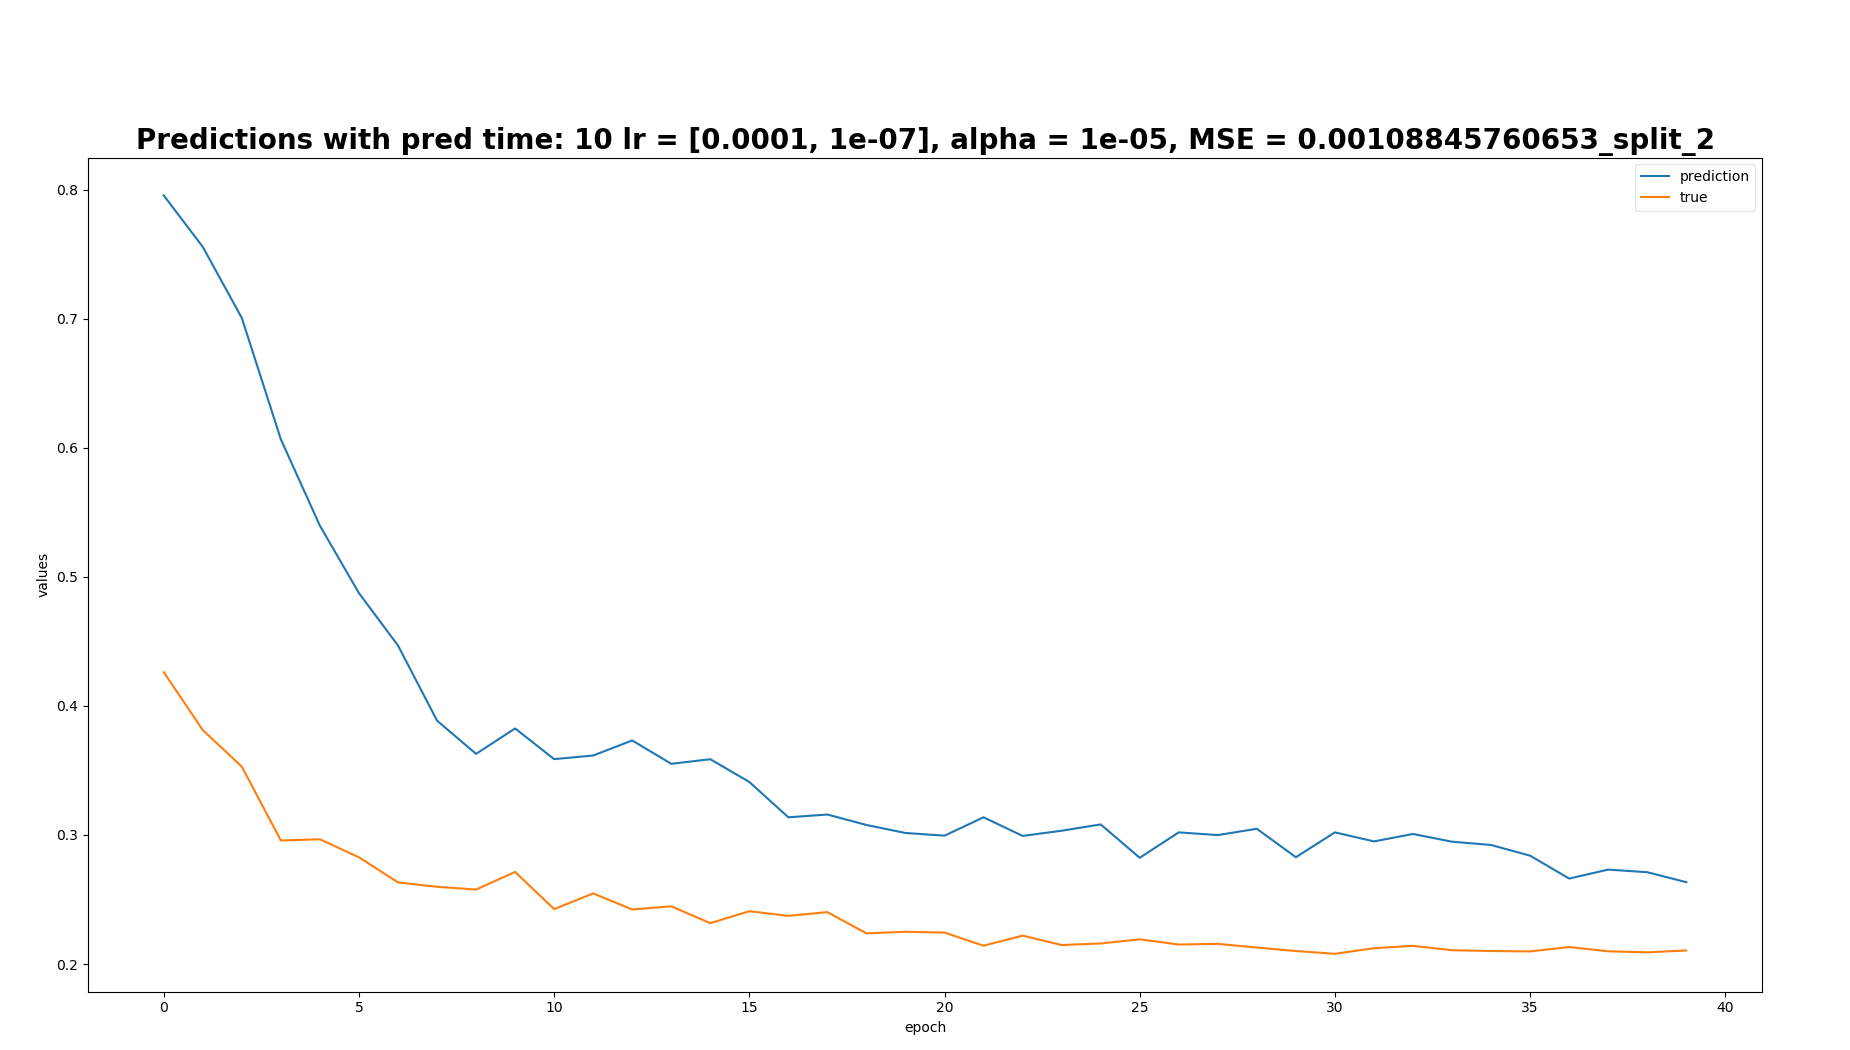 Predictions with pred time: 10 lr = [0.0001, 1e-07], alpha = 1e-05, MSE = 0.00108845760653_split_2
prediction
true
0.8
0.7
0.6
0.5
0.4
0.3
0.2
values
0 5 10 15 20 25 30 35 40
epoch